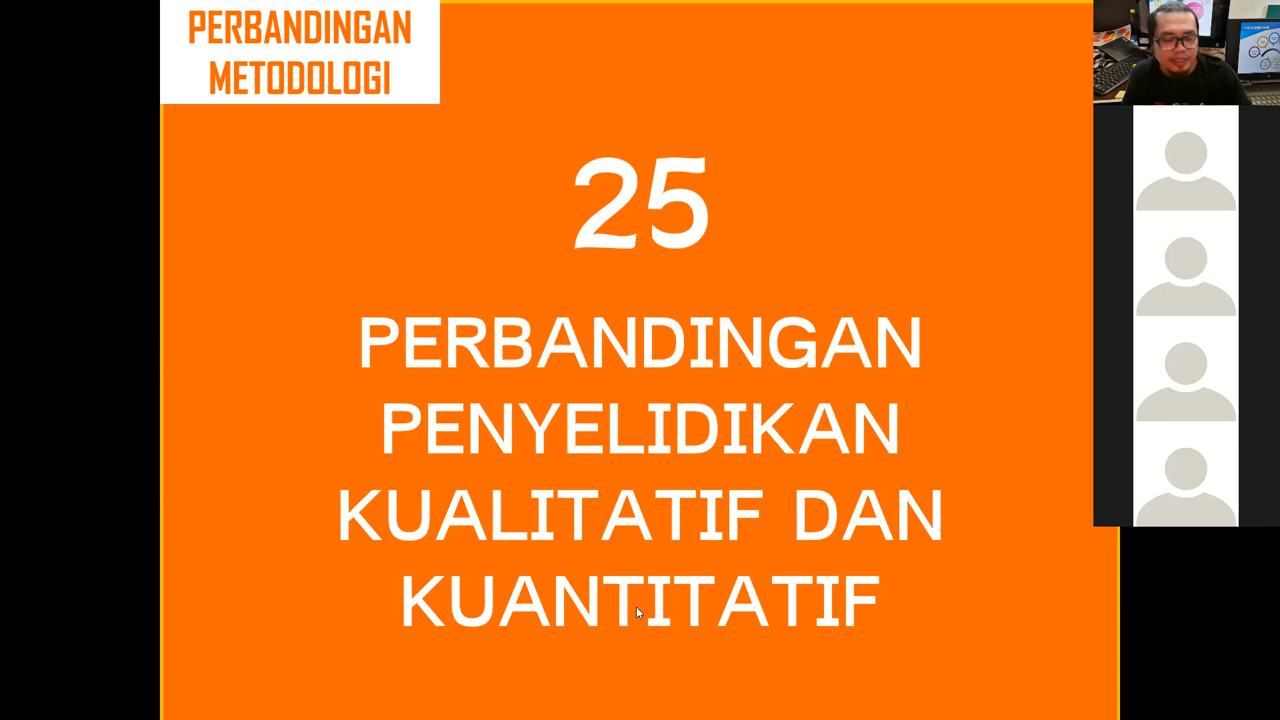 PERBANDINGAN
METODOLOGI
25
PERBANDINGAN
PENYELIDIKAN
KUALITATIF DAN
KUANTITATIF